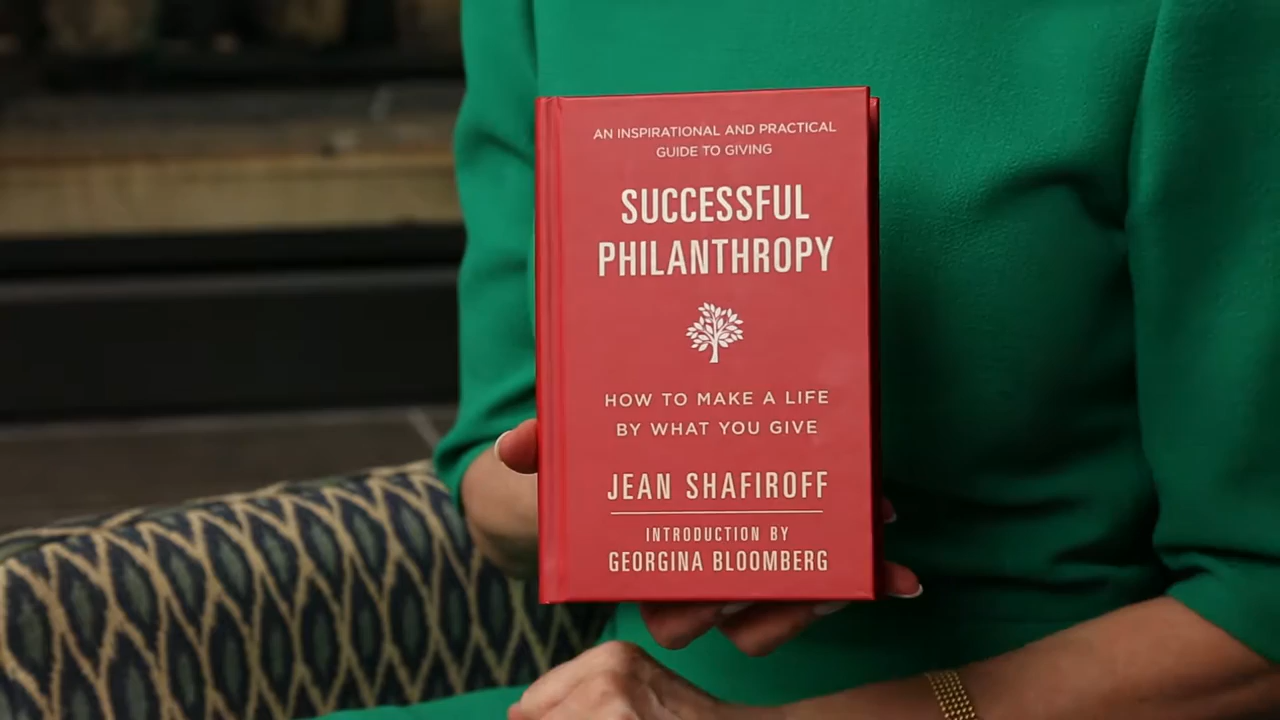 AN INSPIRATIONAL AND PRACTICAL
GUIDE TO GIVING
SUCCESSFUL
PHILANTHROPY
HOW TO MAKE A LIFE
BY WHAT YOU GIVE
JEAN SHAFIROFF
INTRODUCTION BY
GEORGINA BLOOMBERG